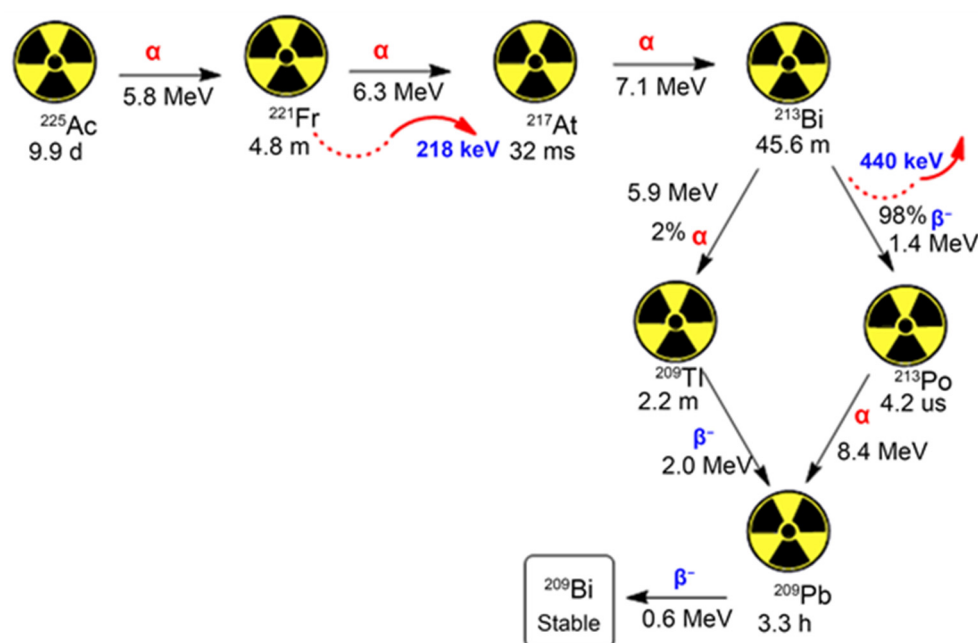 α
5.8 MeV
α
6.3 MeV
α
7.1 MeV
²²⁵Ac
9.9 d
²²¹Fr
4.8 m
218 keV
²¹⁷At
32 ms
²¹³Bi
45.6 m
440 keV
5.9 MeV
2% α
98% β⁻
1.4 MeV
²⁰⁹Tl
2.2 m
²¹³Po
4.2 us
β⁻
2.0 MeV
α
8.4 MeV
²⁰⁹Bi
Stable
β⁻
0.6 MeV
²⁰⁹Pb
3.3 h